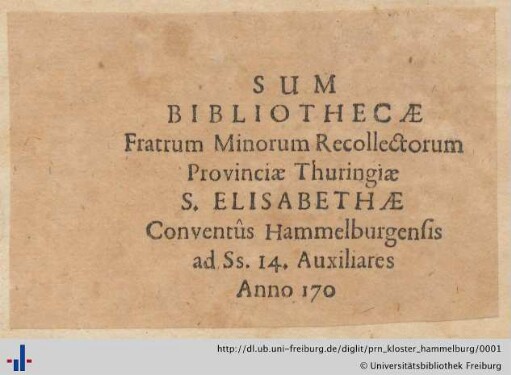 SUM
BIBLIOTHECÆ
Fratrum Minorum Recollectorum
Provinciæ Thuringiæ
S. ELISABETHÆ
Conventûs Hammelburgenſis
ad Ss. 14. Auxiliares
Anno 170
http://dl.ub.uni-freiburg.de/diglit/prn_kloster_hammelburg/0001
© Universitätsbibliothek Freiburg